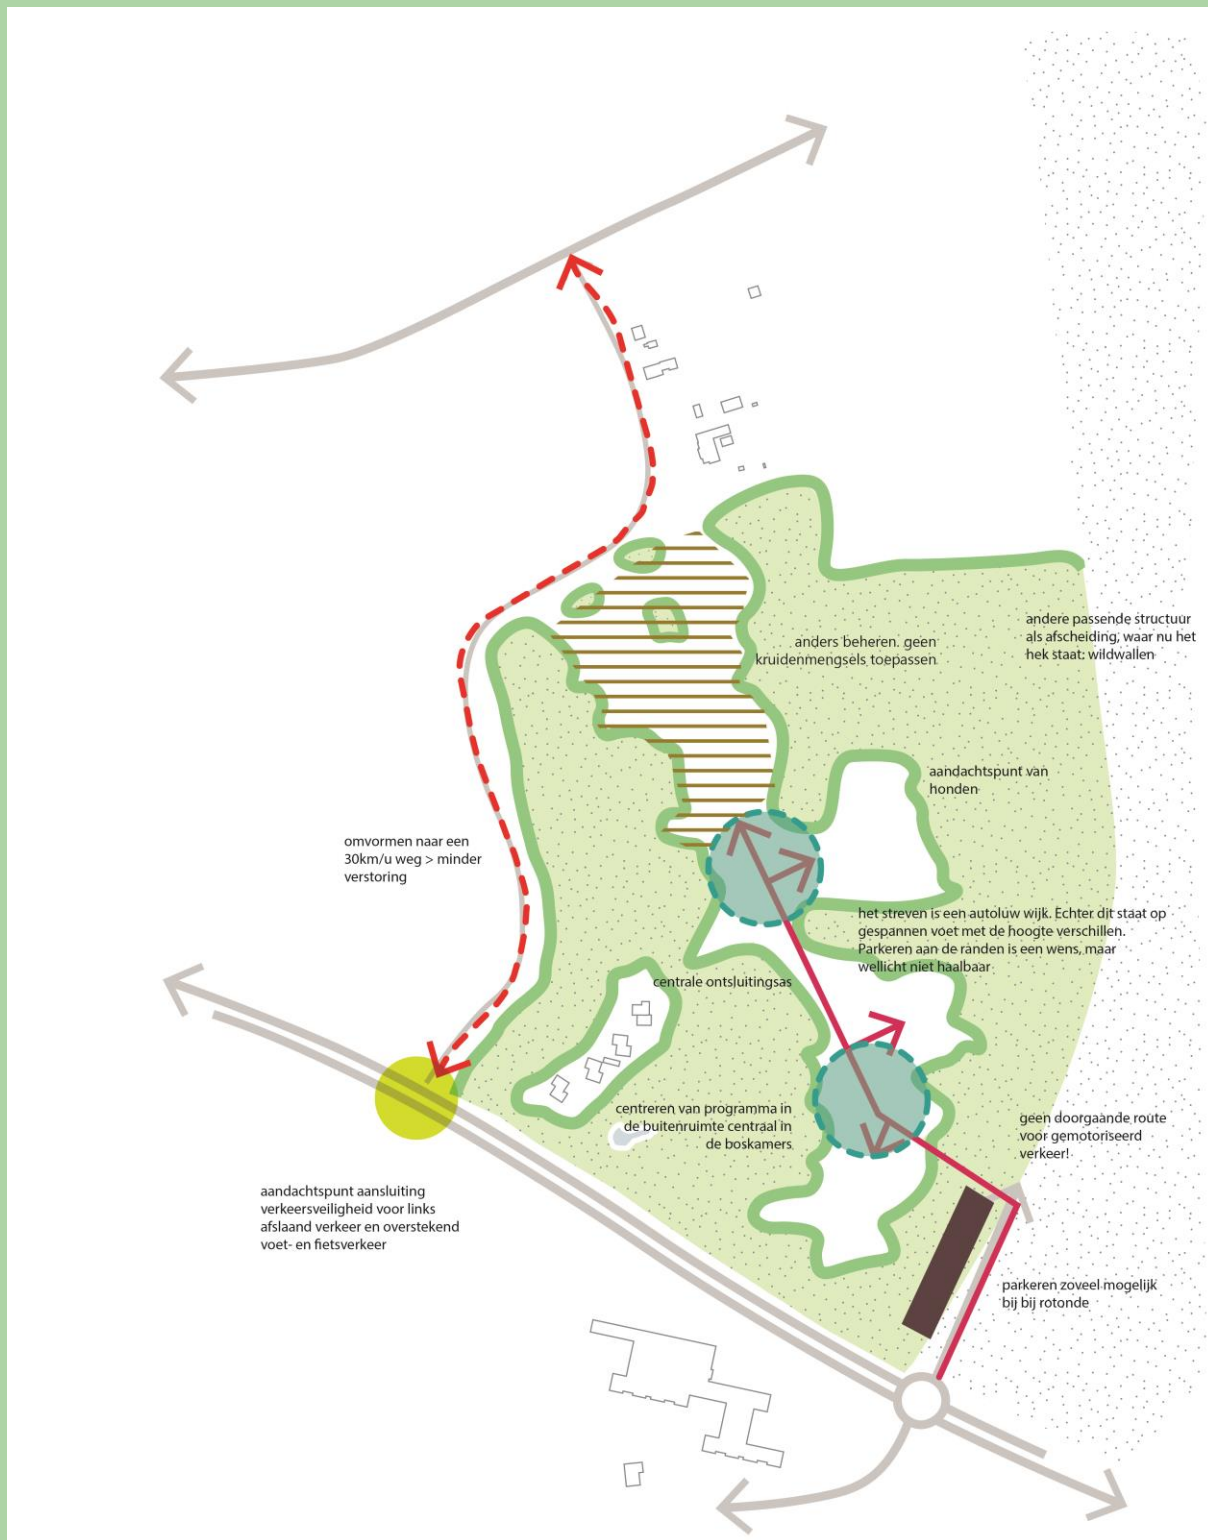 andere passende structuur
als afscheiding, waar nu het
hek staat; wildwallen
anders beheren. geen
kruidenmengsels toepassen
aandachtspunt van
honden
omvormen naar een
30km/u weg > minder
verstoring
het streven is een autoluw wijk. Echter dit staat op
gespannen voet met de hoogte verschillen.
Parkeren aan de randen is een wens, maar
wellicht niet haalbaar
centrale ontsluitingsas
centreren van programma in
de buitenruimte centraal in
de boskamers
geen doorgaande route
voor gemotoriseerd
verkeer!
aandachtspunt aansluiting
verkeersveiligheid voor links
afslaand verkeer en overstekend
voet- en fietsverkeer
parkeren zoveel mogelijk
bij bij rotonde